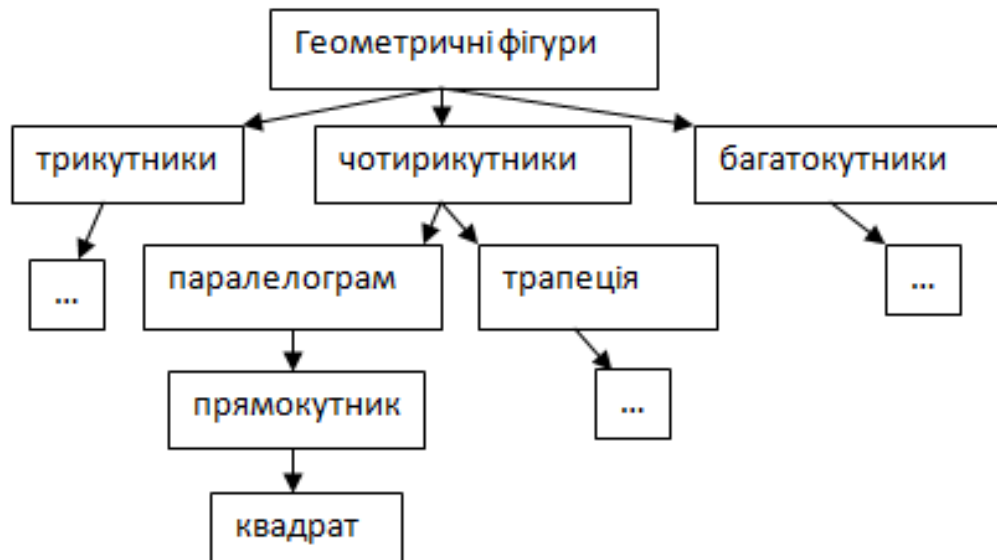 Геометричні фігури
трикутники
чотирикутники
багатокутники
...
паралелограм
трапеція
...
прямокутник
...
квадрат